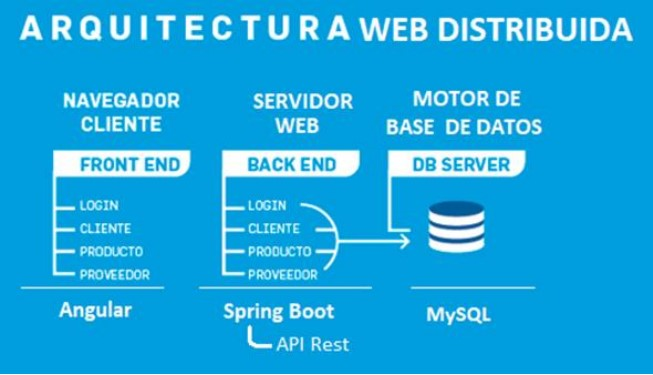 ARQUITECTURA WEB DISTRIBUIDA
NAVEGADOR
CLIENTE
FRONT END
LOGIN
CLIENTE
PRODUCTO
PROVEEDOR
Angular
SERVIDOR
WEB
BACK END
LOGIN
CLIENTE
PRODUCTO
PROVEEDOR
Spring Boot
API Rest
MOTOR DE
BASE DE DATOS
DB SERVER
MySQL